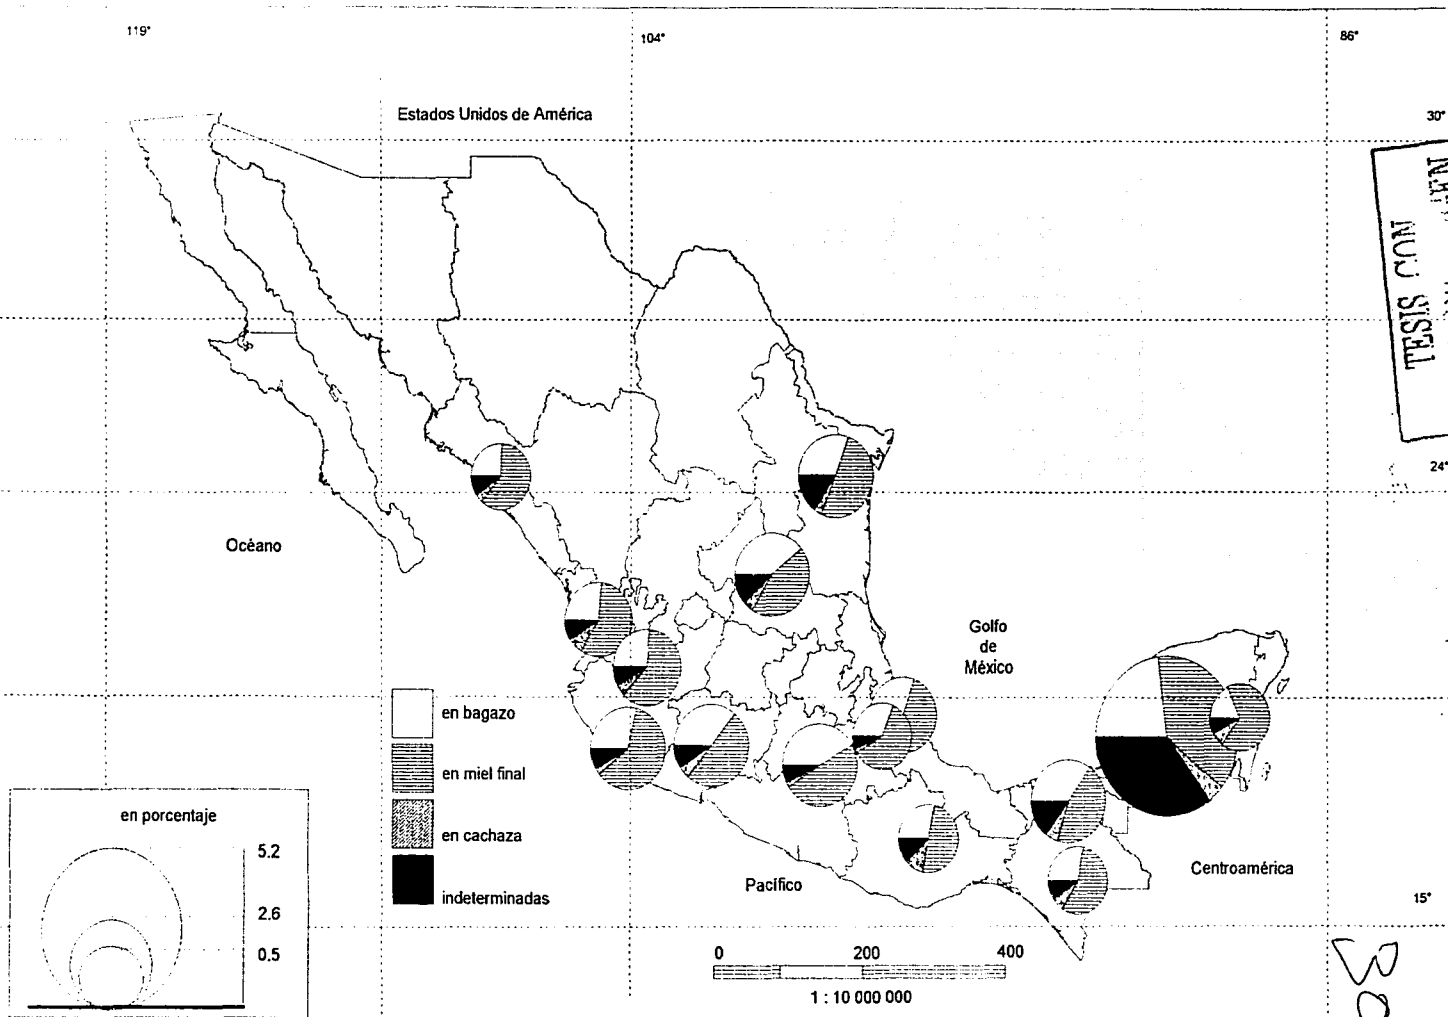 119°
104°
86°
Estados Unidos de América
30°
TESIS CON
24°
Océano
Golfo
de
México
en bagazo
en miel final
en cachaza
indeterminadas
en porcentaje
5.2
2.6
0.5
Pacífico
Centroamérica
15°
0 200 400
1 : 10 000 000